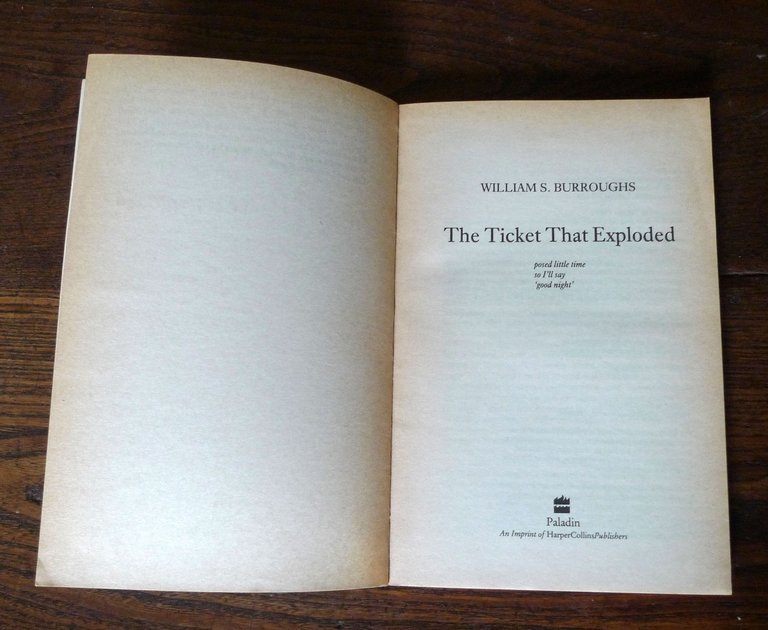 WILLIAM S. BURROUGHS
The Ticket That Exploded
posed little time
so I'll say
'good night'
Paladin
An Imprint of HarperCollinsPublishers